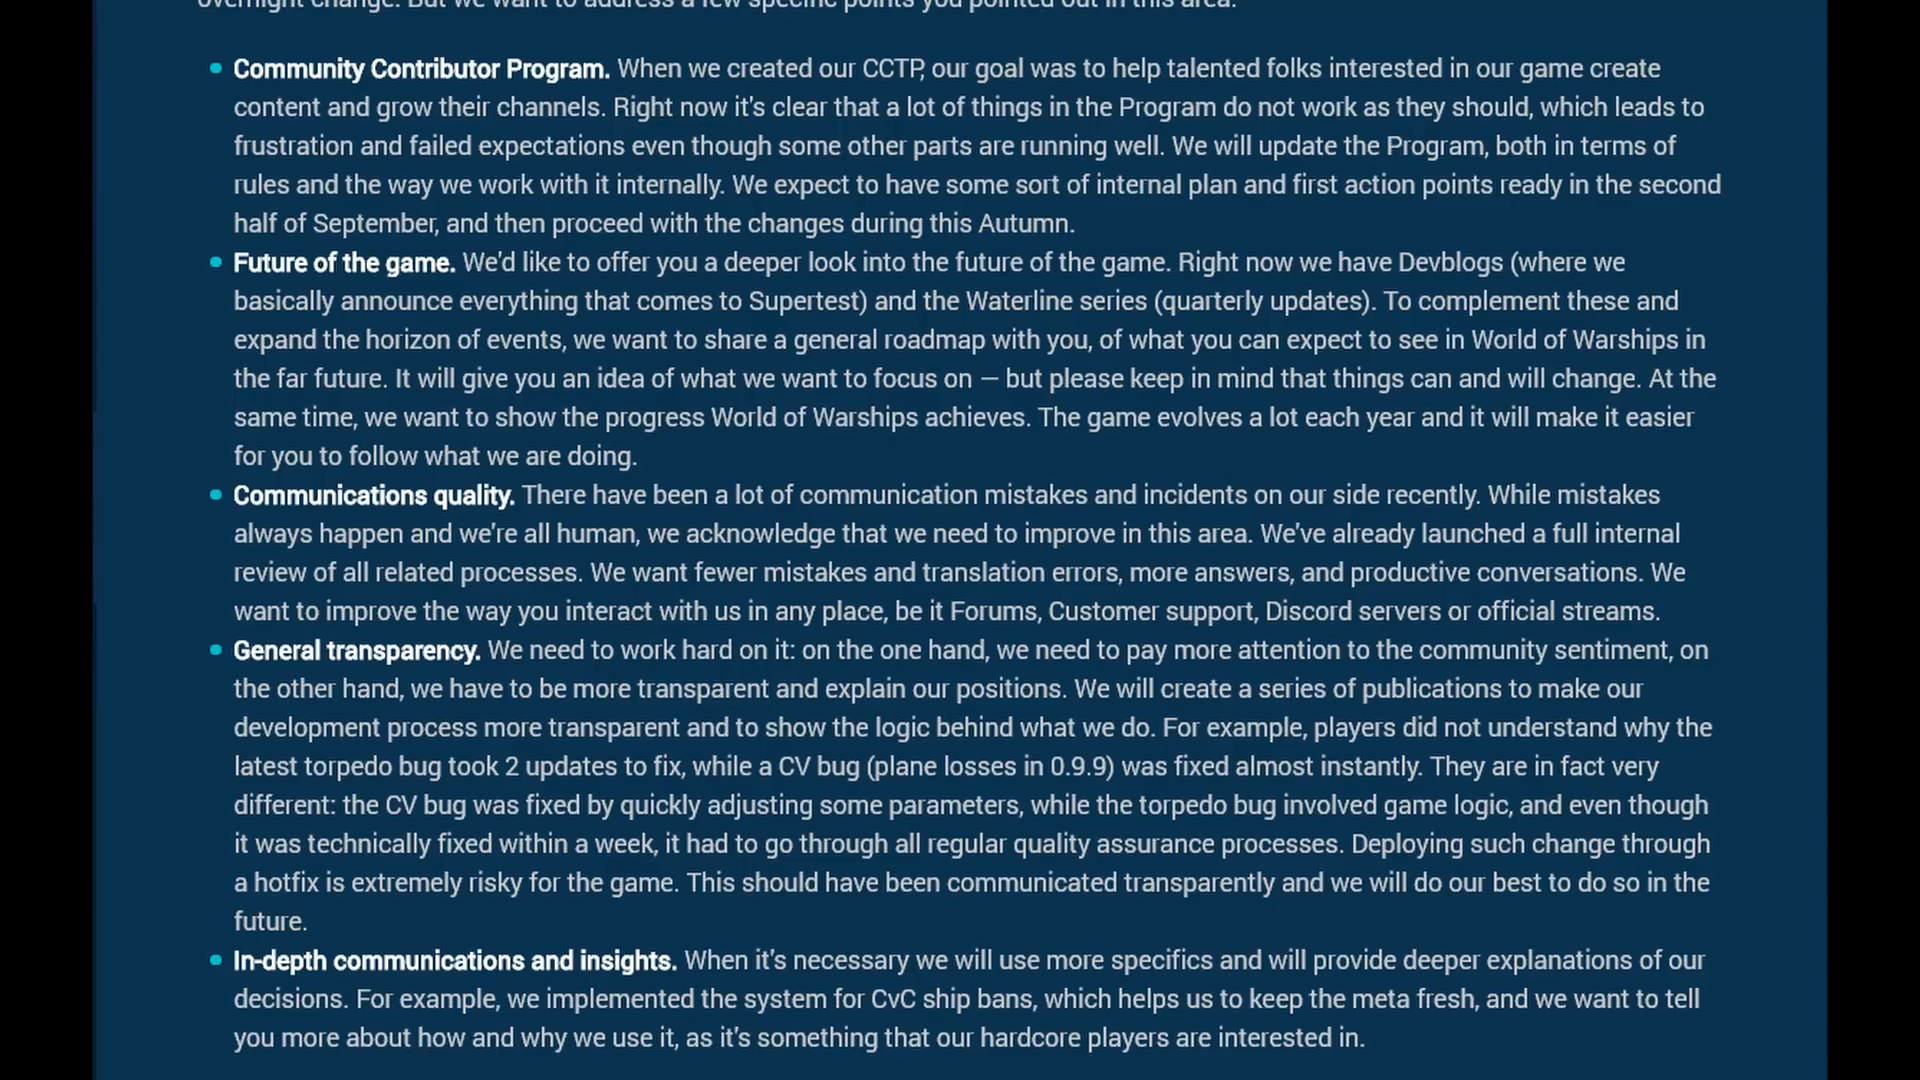 overnight change. But we want to address a few specific points you pointed out in this area.
• Community Contributor Program. When we created our CCTP, our goal was to help talented folks interested in our game create
content and grow their channels. Right now it's clear that a lot of things in the Program do not work as they should, which leads to
frustration and failed expectations even though some other parts are running well. We will update the Program, both in terms of
rules and the way we work with it internally. We expect to have some sort of internal plan and first action points ready in the second
half of September, and then proceed with the changes during this Autumn.
• Future of the game. We'd like to offer you a deeper look into the future of the game. Right now we have Devblogs (where we
basically announce everything that comes to Supertest) and the Waterline series (quarterly updates). To complement these and
expand the horizon of events, we want to share a general roadmap with you, of what you can expect to see in World of Warships in
the far future. It will give you an idea of what we want to focus on — but please keep in mind that things can and will change. At the
same time, we want to show the progress World of Warships achieves. The game evolves a lot each year and it will make it easier
for you to follow what we are doing.
• Communications quality. There have been a lot of communication mistakes and incidents on our side recently. While mistakes
always happen and we're all human, we acknowledge that we need to improve in this area. We've already launched a full internal
review of all related processes. We want fewer mistakes and translation errors, more answers, and productive conversations. We
want to improve the way you interact with us in any place, be it Forums, Customer support, Discord servers or official streams.
• General transparency. We need to work hard on it: on the one hand, we need to pay more attention to the community sentiment, on
the other hand, we have to be more transparent and explain our positions. We will create a series of publications to make our
development process more transparent and to show the logic behind what we do. For example, players did not understand why the
latest torpedo bug took 2 updates to fix, while a CV bug (plane losses in 0.9.9) was fixed almost instantly. They are in fact very
different: the CV bug was fixed by quickly adjusting some parameters, while the torpedo bug involved game logic, and even though
it was technically fixed within a week, it had to go through all regular quality assurance processes. Deploying such change through
a hotfix is extremely risky for the game. This should have been communicated transparently and we will do our best to do so in the
future.
• In-depth communications and insights. When it's necessary we will use more specifics and will provide deeper explanations of our
decisions. For example, we implemented the system for CvC ship bans, which helps us to keep the meta fresh, and we want to tell
you more about how and why we use it, as it's something that our hardcore players are interested in.